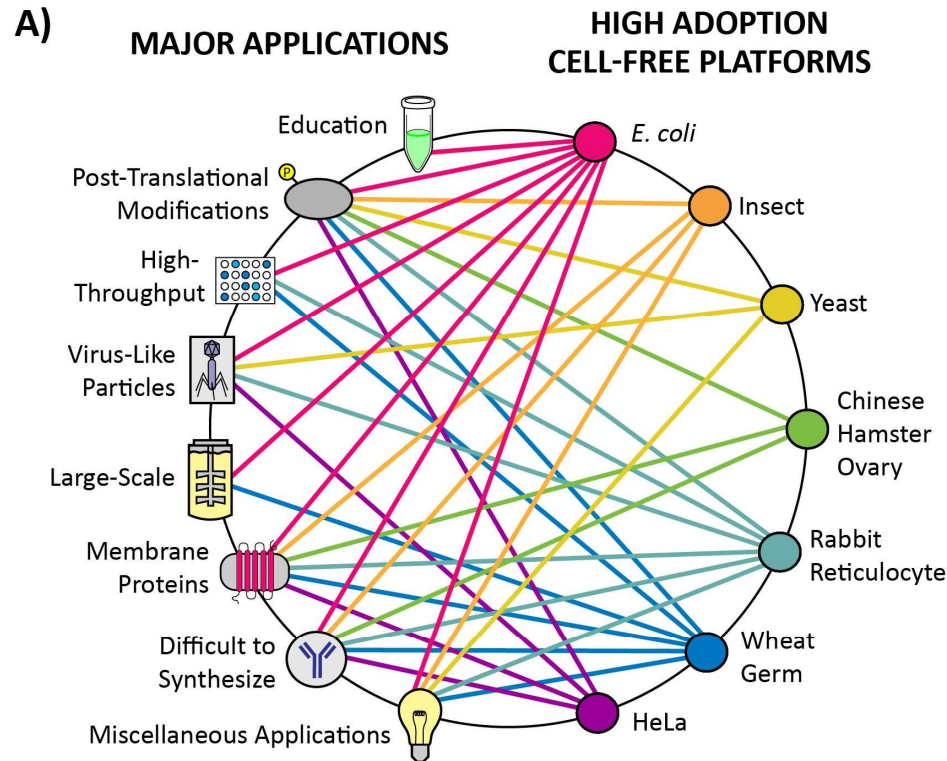 A)
MAJOR APPLICATIONS
HIGH ADOPTION
CELL-FREE PLATFORMS
Education
P
Post-Translational
Modifications
High-
Throughput
Virus-Like
Particles
Large-Scale
Membrane
Proteins
Difficult to
Synthesize
Miscellaneous Applications
E. coli
Insect
Yeast
Chinese
Hamster
Ovary
Rabbit
Reticulocyte
Wheat
Germ
HeLa